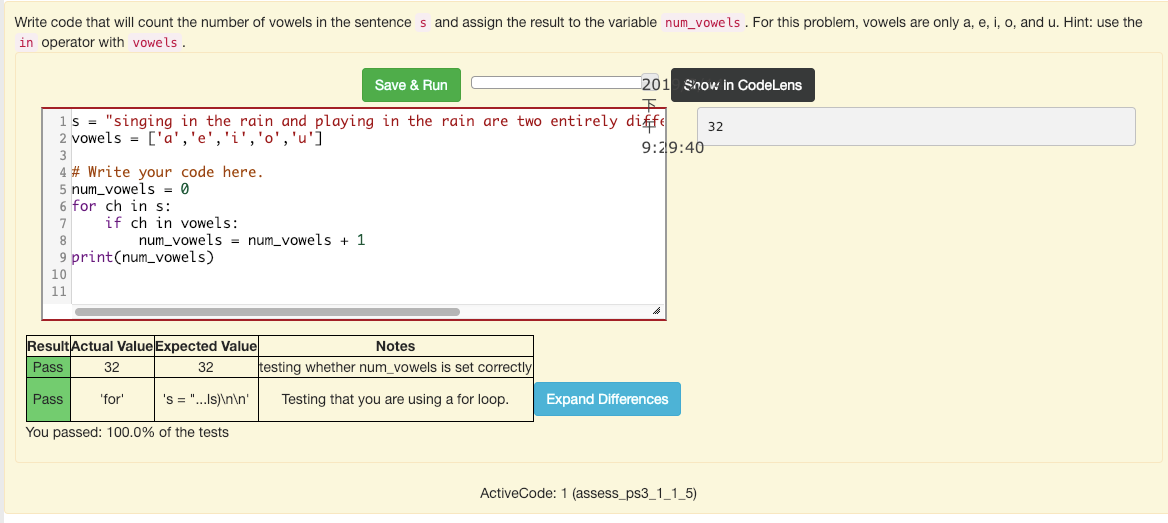 Write code that will count the number of vowels in the sentence s and assign the result to the variable num_vowels . For this problem, vowels are only a, e, i, o, and u. Hint: use the
in operator with vowels .
Save & Run
Show in CodeLens
2019
下
午
9:29:40
1 s = "singing in the rain and playing in the rain are two entirely diffe
2 vowels = ['a','e','i','o','u']
3
4 # Write your code here.
5 num_vowels = 0
6 for ch in s:
7     if ch in vowels:
8         num_vowels = num_vowels + 1
9 print(num_vowels)
10
11
32
Result Actual Value Expected Value Notes
Pass 32 32 testing whether num_vowels is set correctly
Pass 'for' 's = "...ls)\n\n' Testing that you are using a for loop.
Expand Differences
You passed: 100.0% of the tests
ActiveCode: 1 (assess_ps3_1_1_5)